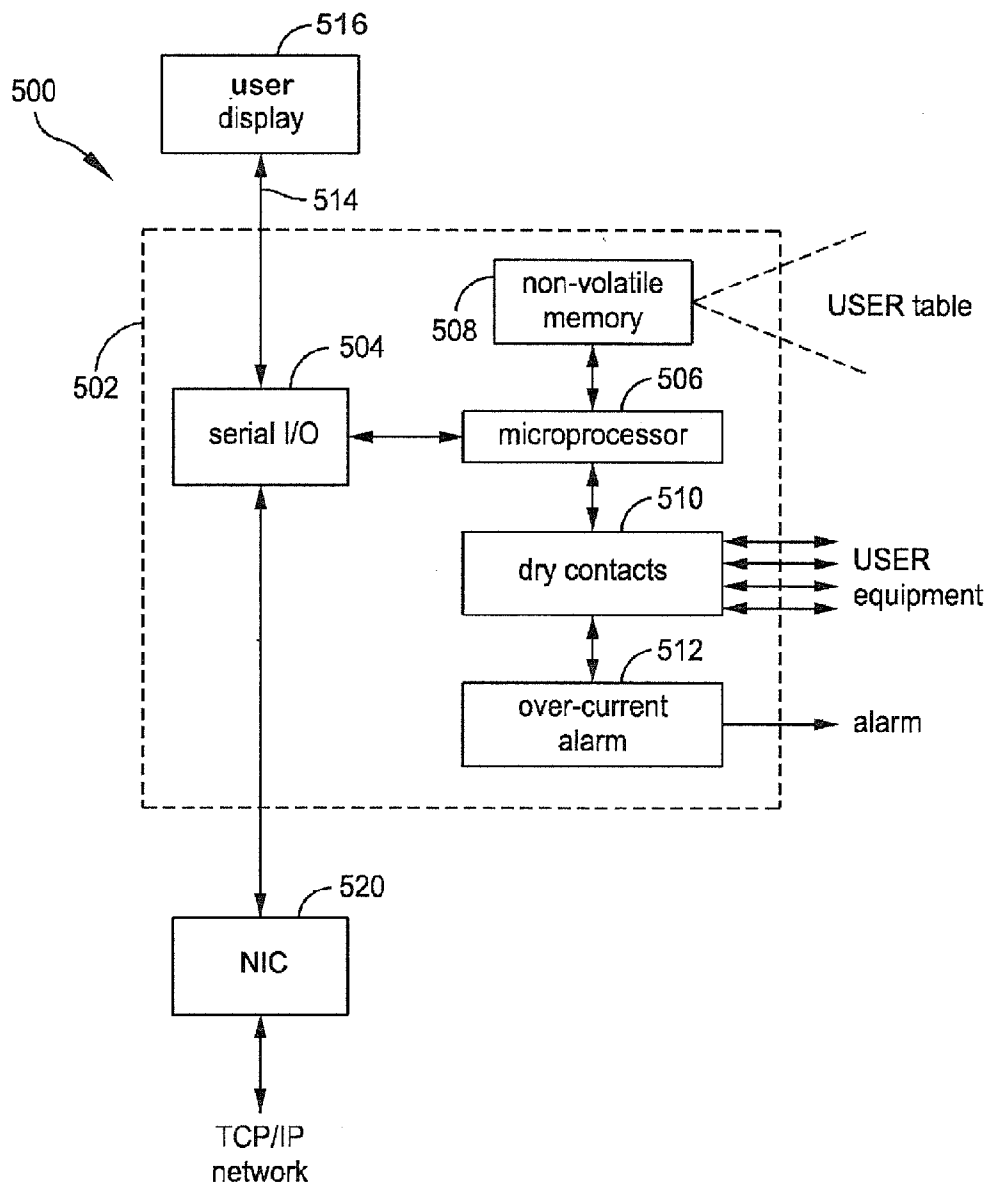 516
user
display
500
514
non-volatile
memory
508
USER table
502
504
506
serial I/O
microprocessor
510
dry contacts
USER
equipment
512
over-current
alarm
alarm
520
NIC
TCP/IP
network